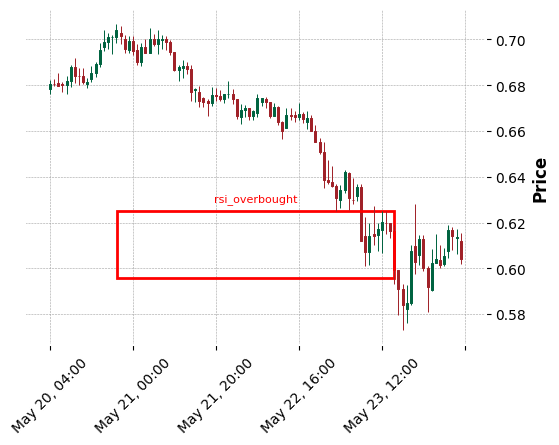 0.70
0.68
0.66
0.64
0.62
0.60
0.58
Price
rsi_overbought
May 20, 04:00
May 21, 00:00
May 21, 20:00
May 22, 16:00
May 23, 12:00